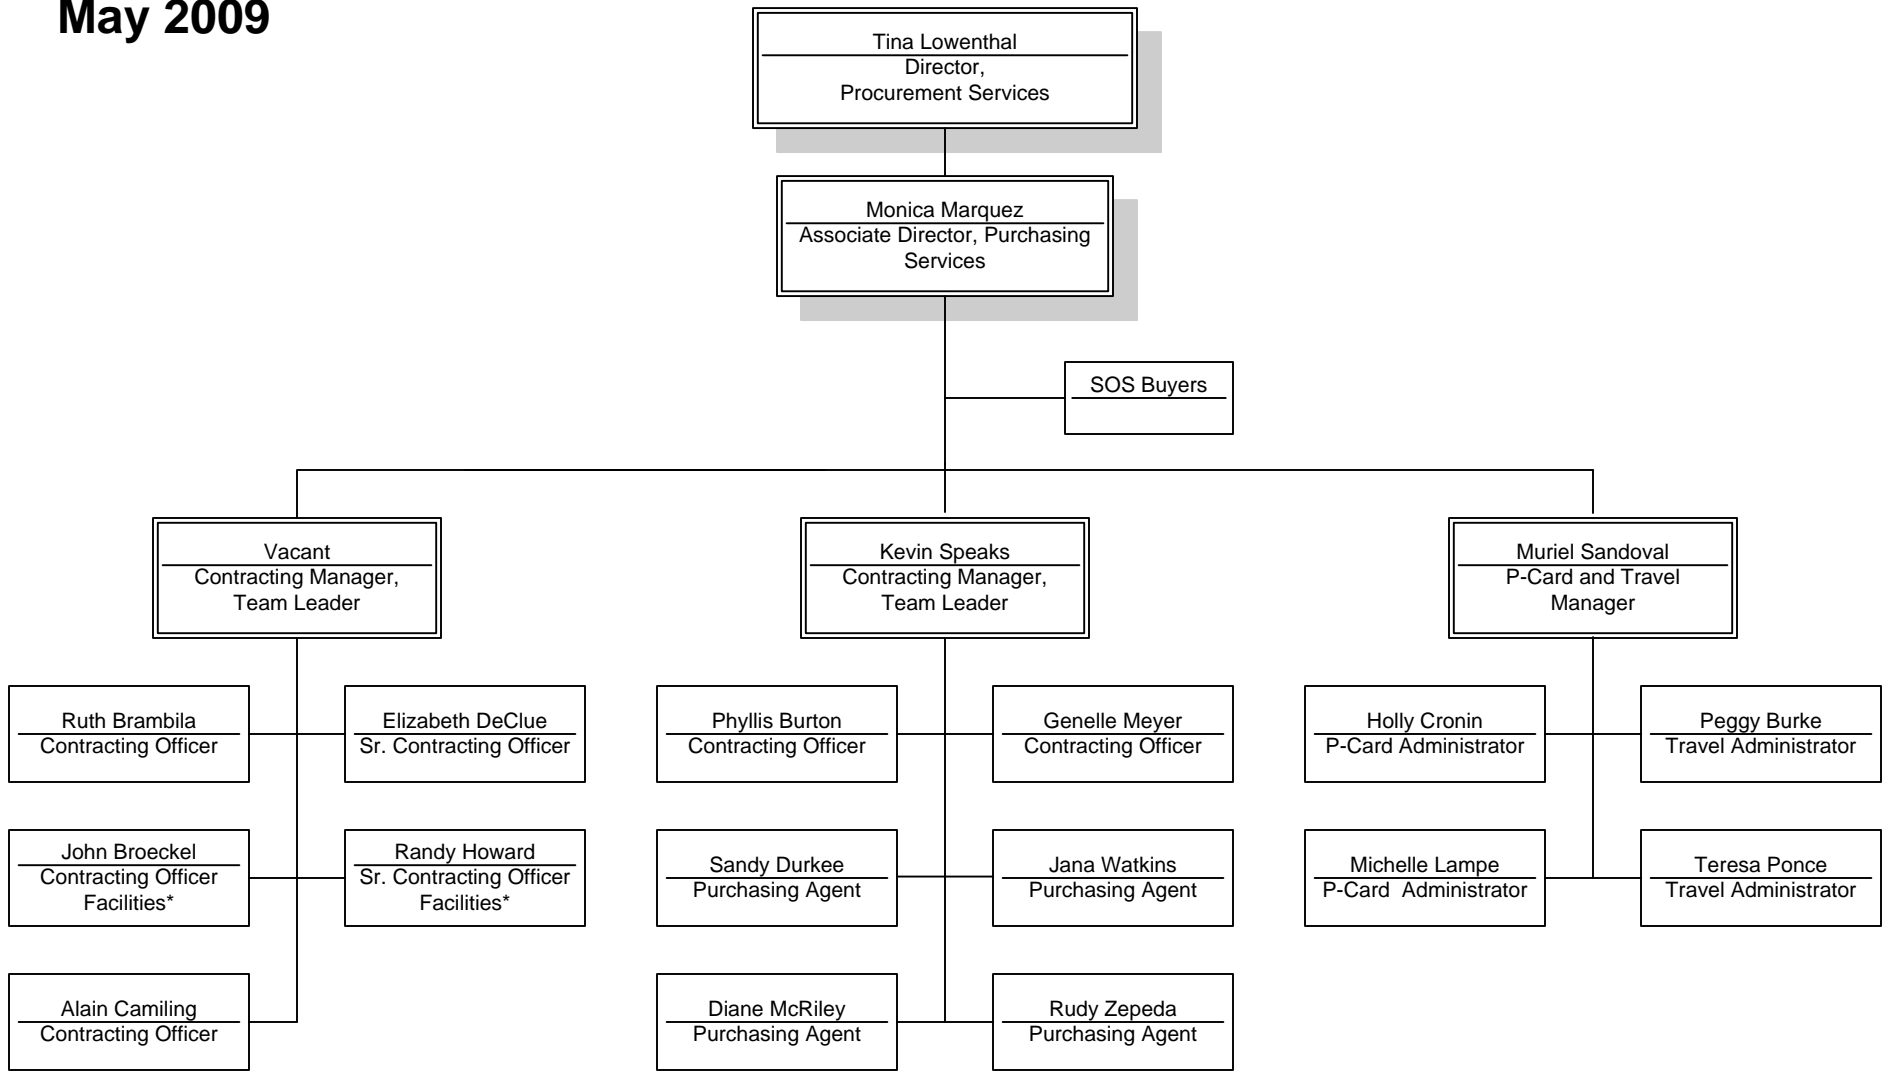 May 2009
Tina Lowenthal
Director,
Procurement Services
Monica Marquez
Associate Director, Purchasing
Services
SOS Buyers
Vacant
Contracting Manager,
Team Leader
Kevin Speaks
Contracting Manager,
Team Leader
Muriel Sandoval
P-Card and Travel
Manager
Ruth Brambila
Contracting Officer
Elizabeth DeClue
Sr. Contracting Officer
Phyllis Burton
Contracting Officer
Genelle Meyer
Contracting Officer
Holly Cronin
P-Card Administrator
Peggy Burke
Travel Administrator
John Broeckel
Contracting Officer
Facilities*
Randy Howard
Sr. Contracting Officer
Facilities*
Sandy Durkee
Purchasing Agent
Jana Watkins
Purchasing Agent
Michelle Lampe
P-Card  Administrator
Teresa Ponce
Travel Administrator
Alain Camiling
Contracting Officer
Diane McRiley
Purchasing Agent
Rudy Zepeda
Purchasing Agent